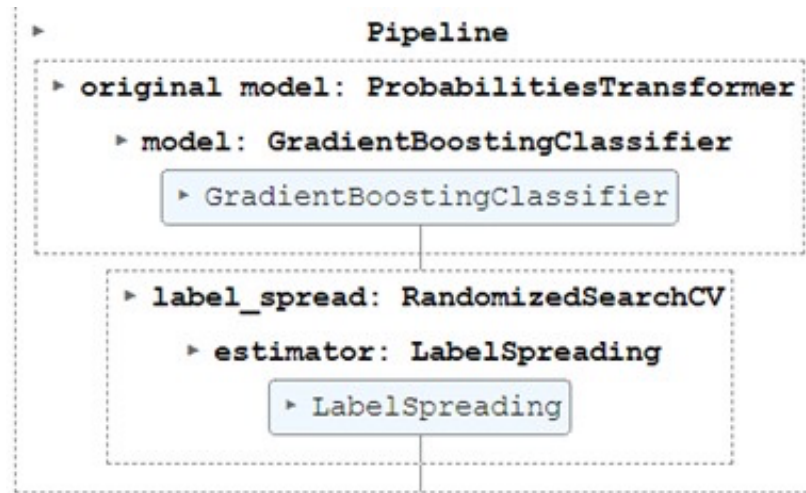 Pipeline
original model: ProbabilitiesTransformer
model: GradientBoostingClassifier
GradientBoostingClassifier
label_spread: RandomizedSearchCV
estimator: LabelSpreading
LabelSpreading